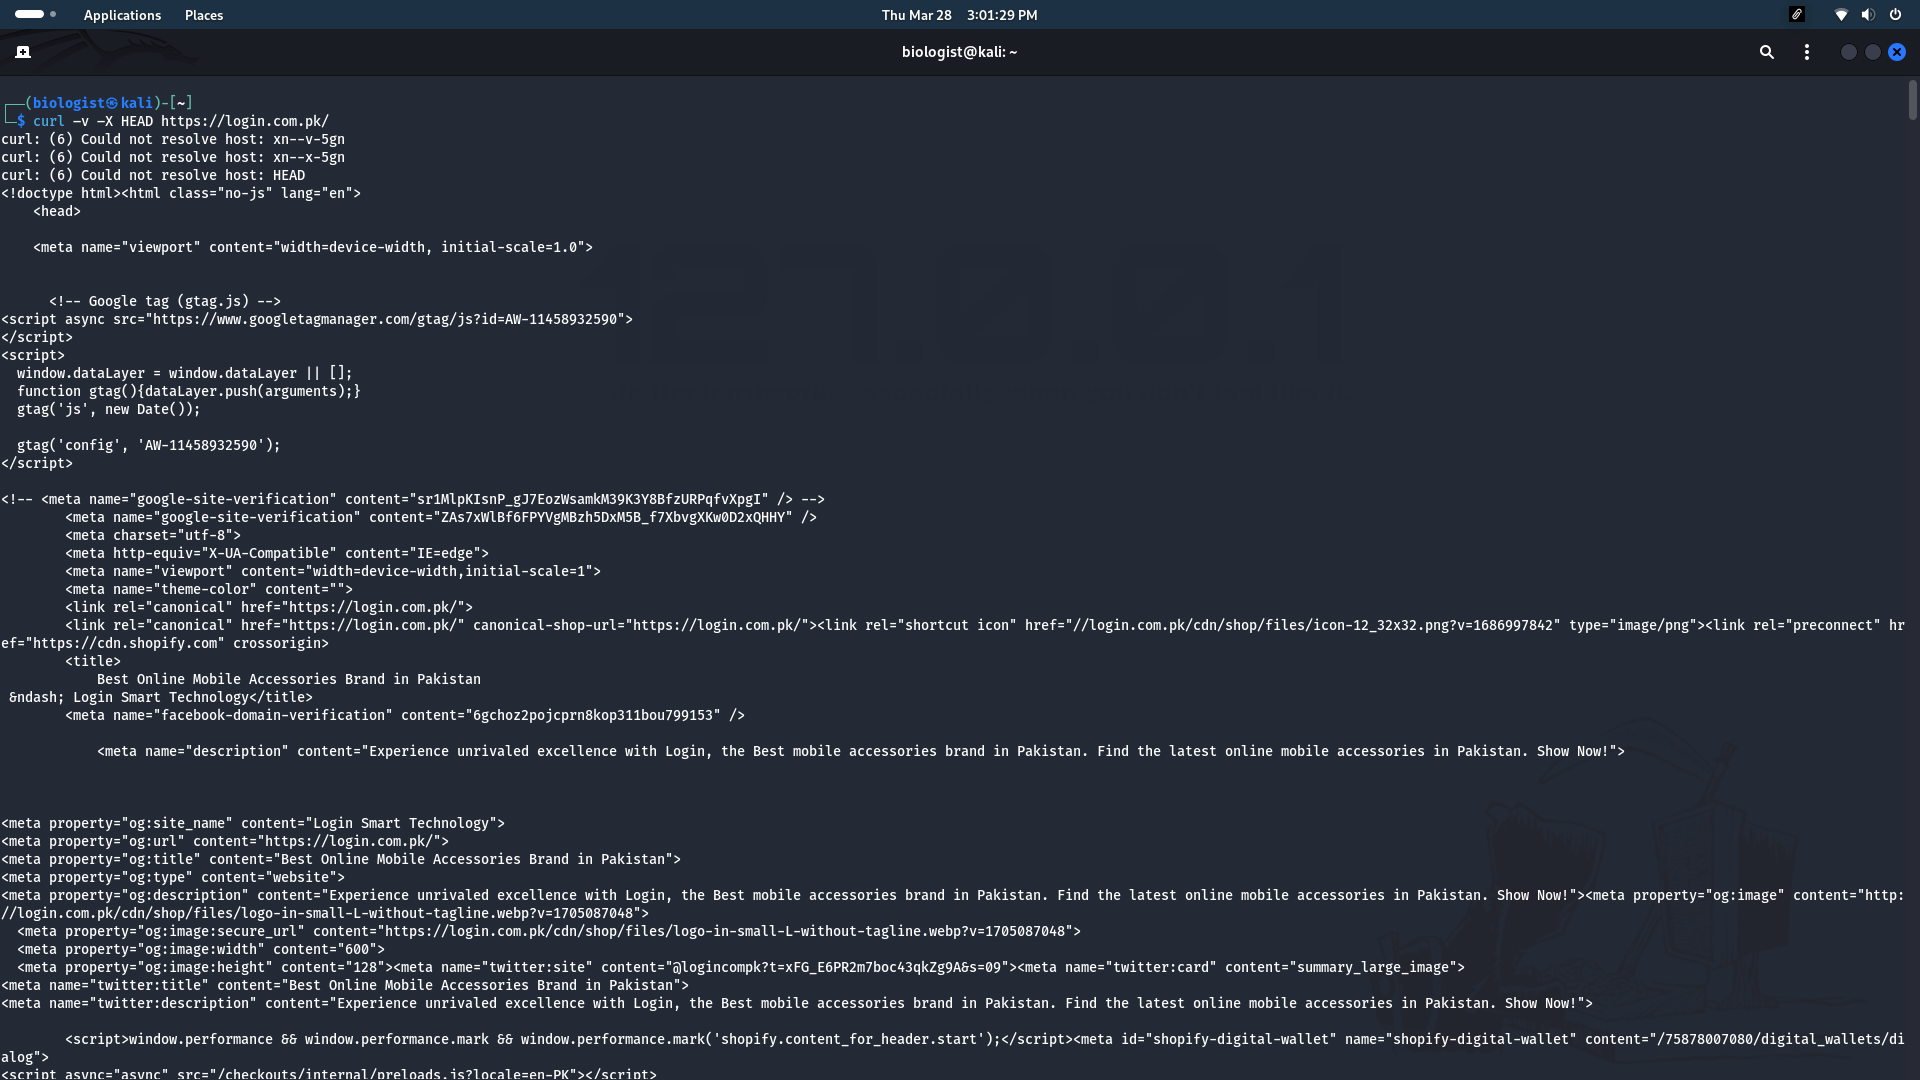 Applications Places Thu Mar 28 3:01:29 PM
biologist@kali: ~
┌──(biologist㉿kali)-[~]
└─$ curl –v –X HEAD https://login.com.pk/
curl: (6) Could not resolve host: xn--v-5gn
curl: (6) Could not resolve host: xn--x-5gn
curl: (6) Could not resolve host: HEAD
<!doctype html><html class="no-js" lang="en">
    <head>
    <meta name="viewport" content="width=device-width, initial-scale=1.0">
      <!-- Google tag (gtag.js) -->
<script async src="https://www.googletagmanager.com/gtag/js?id=AW-11458932590">
</script>
<script>
  window.dataLayer = window.dataLayer || [];
  function gtag(){dataLayer.push(arguments);}
  gtag('js', new Date());
  gtag('config', 'AW-11458932590');
</script>
<!-- <meta name="google-site-verification" content="sr1MlpKIsnP_gJ7EozWsamkM39K3Y8BfzURPqfvXpgI" /> -->
        <meta name="google-site-verification" content="ZAs7xWlBf6FPYVgMBzh5DxM5B_f7XbvgXKw0D2xQHHY" />
        <meta charset="utf-8">
        <meta http-equiv="X-UA-Compatible" content="IE=edge">
        <meta name="viewport" content="width=device-width,initial-scale=1">
        <meta name="theme-color" content="">
        <link rel="canonical" href="https://login.com.pk/">
        <link rel="canonical" href="https://login.com.pk/" canonical-shop-url="https://login.com.pk/"><link rel="shortcut icon" href="//login.com.pk/cdn/shop/files/icon-12_32x32.png?v=1686997842" type="image/png"><link rel="preconnect" hr
ef="https://cdn.shopify.com" crossorigin>
        <title>
            Best Online Mobile Accessories Brand in Pakistan
 &ndash; Login Smart Technology</title>
        <meta name="facebook-domain-verification" content="6gchoz2pojcprn8kop311bou799153" />
            <meta name="description" content="Experience unrivaled excellence with Login, the Best mobile accessories brand in Pakistan. Find the latest online mobile accessories in Pakistan. Show Now!">
<meta property="og:site_name" content="Login Smart Technology">
<meta property="og:url" content="https://login.com.pk/">
<meta property="og:title" content="Best Online Mobile Accessories Brand in Pakistan">
<meta property="og:type" content="website">
<meta property="og:description" content="Experience unrivaled excellence with Login, the Best mobile accessories brand in Pakistan. Find the latest online mobile accessories in Pakistan. Show Now!"><meta property="og:image" content="http:
//login.com.pk/cdn/shop/files/logo-in-small-L-without-tagline.webp?v=1705087048">
  <meta property="og:image:secure_url" content="https://login.com.pk/cdn/shop/files/logo-in-small-L-without-tagline.webp?v=1705087048">
  <meta property="og:image:width" content="600">
  <meta property="og:image:height" content="128"><meta name="twitter:site" content="@logincompk?t=xFG_E6PR2m7boc43qkZg9A&s=09"><meta name="twitter:card" content="summary_large_image">
<meta name="twitter:title" content="Best Online Mobile Accessories Brand in Pakistan">
<meta name="twitter:description" content="Experience unrivaled excellence with Login, the Best mobile accessories brand in Pakistan. Find the latest online mobile accessories in Pakistan. Show Now!">
        <script>window.performance && window.performance.mark && window.performance.mark('shopify.content_for_header.start');</script><meta id="shopify-digital-wallet" name="shopify-digital-wallet" content="/75878007080/digital_wallets/di
alog">
<script async="async" src="/checkouts/internal/preloads.js?locale=en-PK"></script>
127.0.0.1